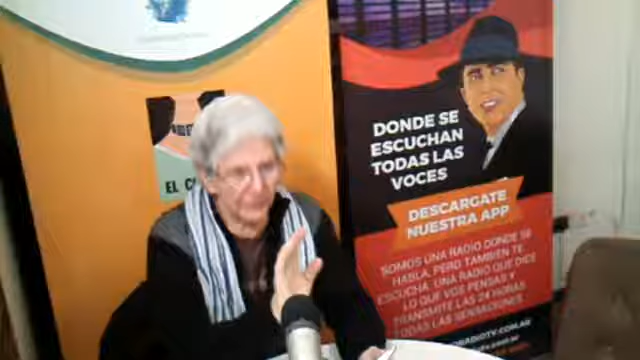 EL C
DONDE SE
ESCUCHAN
TODAS LAS
VOCES
DESCARGATE
NUESTRA APP
SOMOS UNA RADIO DONDE SE
HABLA, PERO TAMBIEN TE
ESCUCHA. UNA RADIO QUE DICE
LO QUE VOS PENSAS Y
TRANSMITE LAS 24 HORAS
TODAS LAS SENSACIONES.